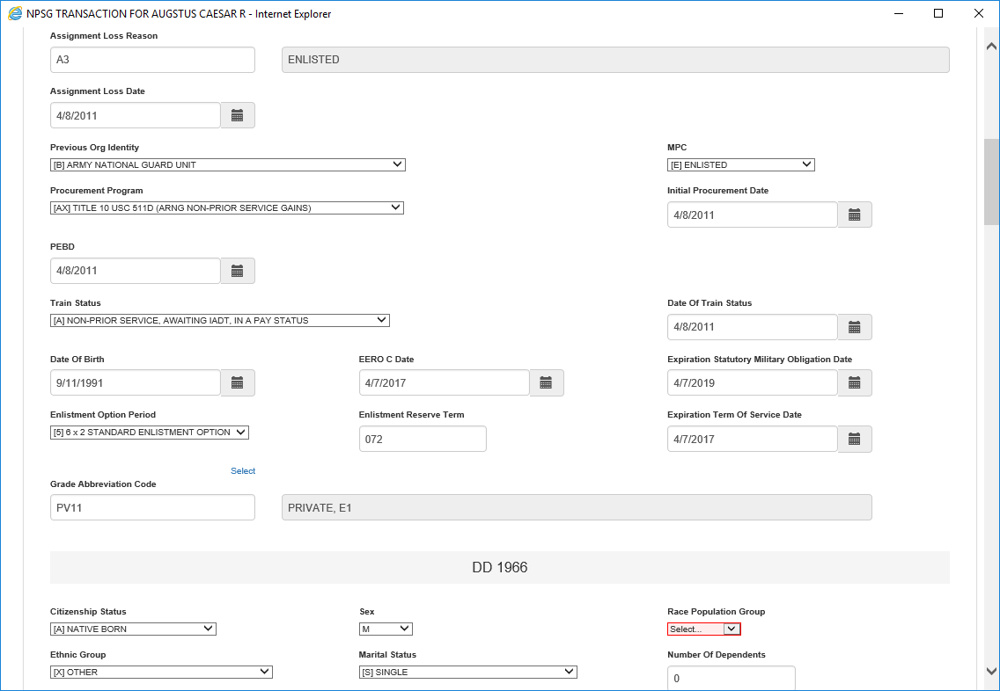 NPSG TRANSACTION FOR AUGSTUS CAESAR R - Internet Explorer
Assignment Loss Reason
A3 ENLISTED
Assignment Loss Date
4/8/2011
Previous Org Identity MPC
[B] ARMY NATIONAL GUARD UNIT [E] ENLISTED
Procurement Program Initial Procurement Date
[AX] TITLE 10 USC 511D (ARNG NON-PRIOR SERVICE GAINS) 4/8/2011
PEBD
4/8/2011
Train Status Date Of Train Status
[A] NON-PRIOR SERVICE, AWAITING IADT, IN A PAY STATUS 4/8/2011
Date Of Birth EERO C Date Expiration Statutory Military Obligation Date
9/11/1991 4/7/2017 4/7/2019
Enlistment Option Period Enlistment Reserve Term Expiration Term Of Service Date
[5] 6 x 2 STANDARD ENLISTMENT OPTION 072 4/7/2017
Select
Grade Abbreviation Code
PV11 PRIVATE, E1
DD 1966
Citizenship Status Sex Race Population Group
[A] NATIVE BORN M Select...
Ethnic Group Marital Status Number Of Dependents
[X] OTHER [S] SINGLE 0